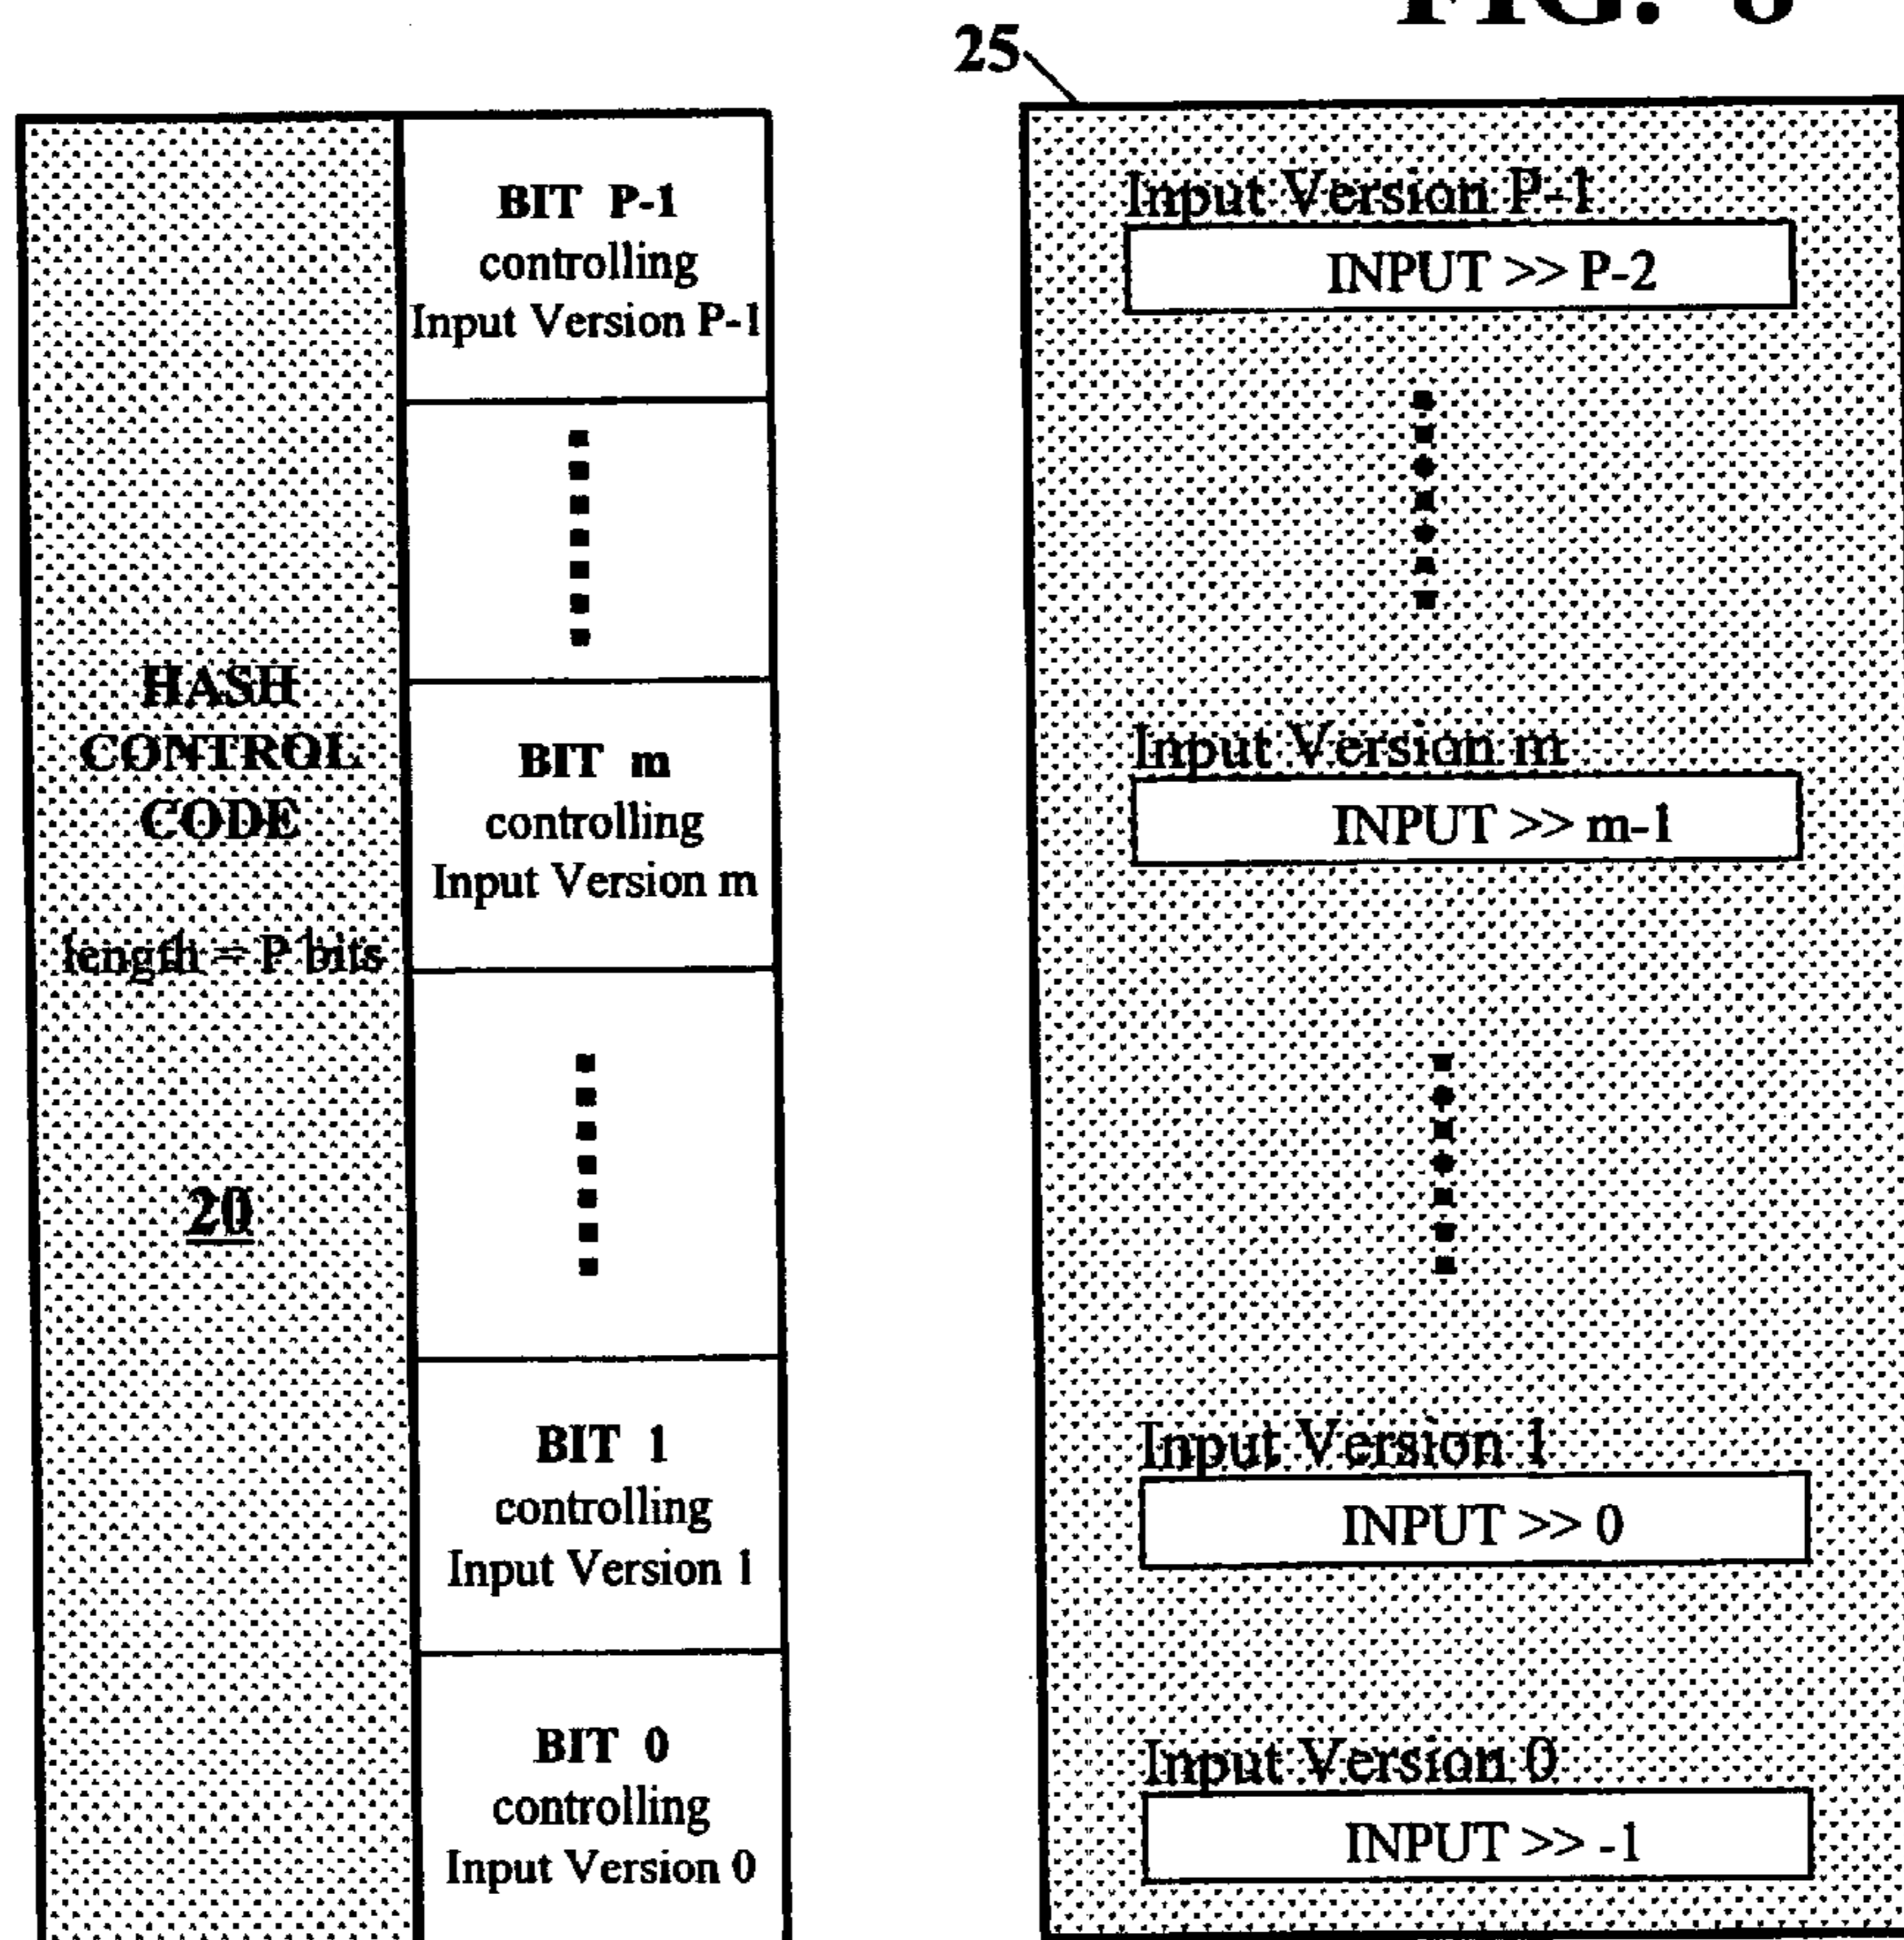 25
BIT P-1
controlling
Input Version P-1
HASH
CONTROL
CODE
length = P bits
20
BIT m
controlling
Input Version m
BIT 1
controlling
Input Version 1
BIT 0
controlling
Input Version 0
Input Version P-1
INPUT >> P-2
Input Version m
INPUT >> m-1
Input Version 1
INPUT >> 0
Input Version 0
INPUT >> -1